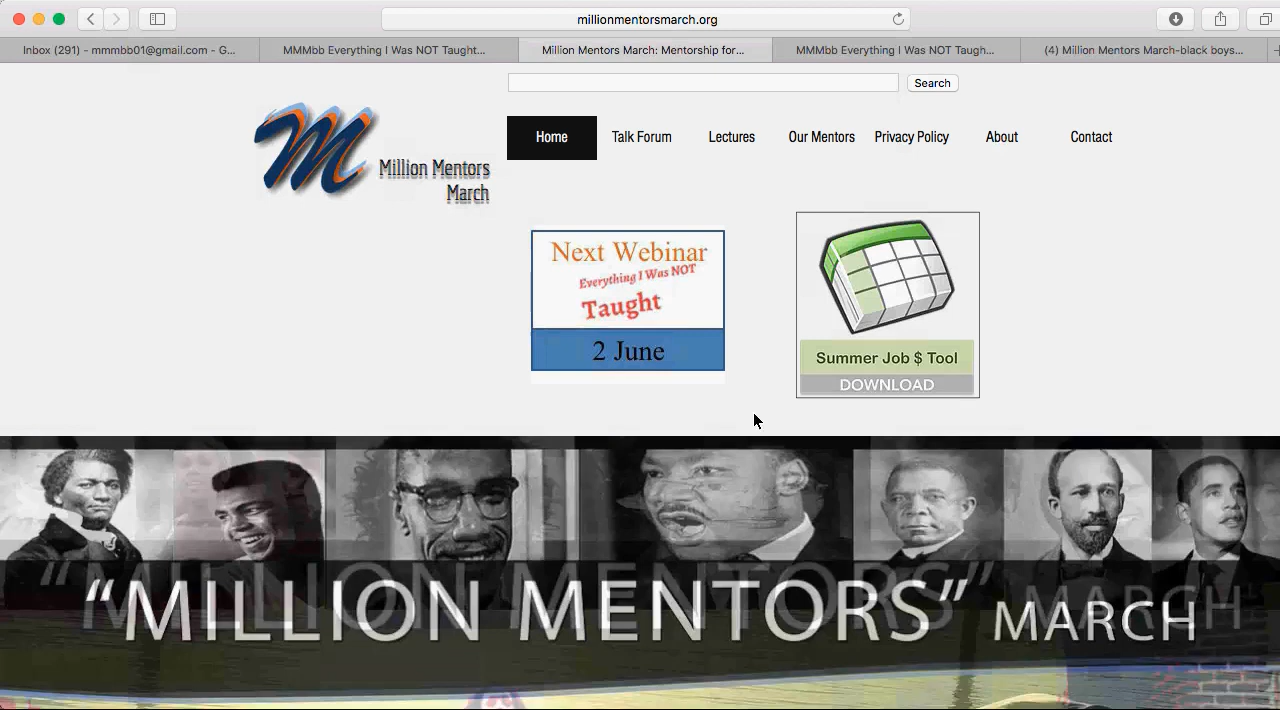 millionmentorsmarch.org
Inbox (291) - mmmbb01@gmail.com - G...
MMMbb Everything I Was NOT Taught...
Million Mentors March: Mentorship for...
MMMbb Everything I Was NOT Taugh...
(4) Million Mentors March-black boys...
Search
Home
Talk Forum
Lectures
Our Mentors
Privacy Policy
About
Contact
Million Mentors
March
Next Webinar
Everything I Was NOT
Taught
2 June
Summer Job $ Tool
DOWNLOAD
"MILLION MENTORS" MARCH